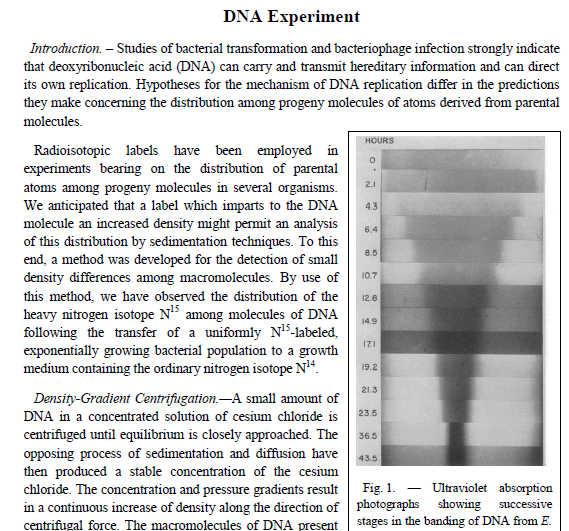 DNA Experiment
Introduction. – Studies of bacterial transformation and bacteriophage infection strongly indicate
that deoxyribonucleic acid (DNA) can carry and transmit hereditary information and can direct
its own replication. Hypotheses for the mechanism of DNA replication differ in the predictions
they make concerning the distribution among progeny molecules of atoms derived from parental
molecules.
Radioisotopic labels have been employed in
experiments bearing on the distribution of parental
atoms among progeny molecules in several organisms.
We anticipated that a label which imparts to the DNA
molecule an increased density might permit an analysis
of this distribution by sedimentation techniques. To this
end, a method was developed for the detection of small
density differences among macromolecules. By use of
this method, we have observed the distribution of the
heavy nitrogen isotope N15 among molecules of DNA
following the transfer of a uniformly N15-labeled,
exponentially growing bacterial population to a growth
medium containing the ordinary nitrogen isotope N14.
Density-Gradient Centrifugation.—A small amount of
DNA in a concentrated solution of cesium chloride is
centrifuged until equilibrium is closely approached. The
opposing process of sedimentation and diffusion have
then produced a stable concentration of the cesium
chloride. The concentration and pressure gradients result
in a continuous increase of density along the direction of
centrifugal force. The macromolecules of DNA present
HOURS
0
2.1
4.3
6.4
8.5
10.7
12.8
14.9
17.1
19.2
21.3
23.5
36.5
43.5
Fig. 1. — Ultraviolet absorption
photographs showing successive
stages in the banding of DNA from E.